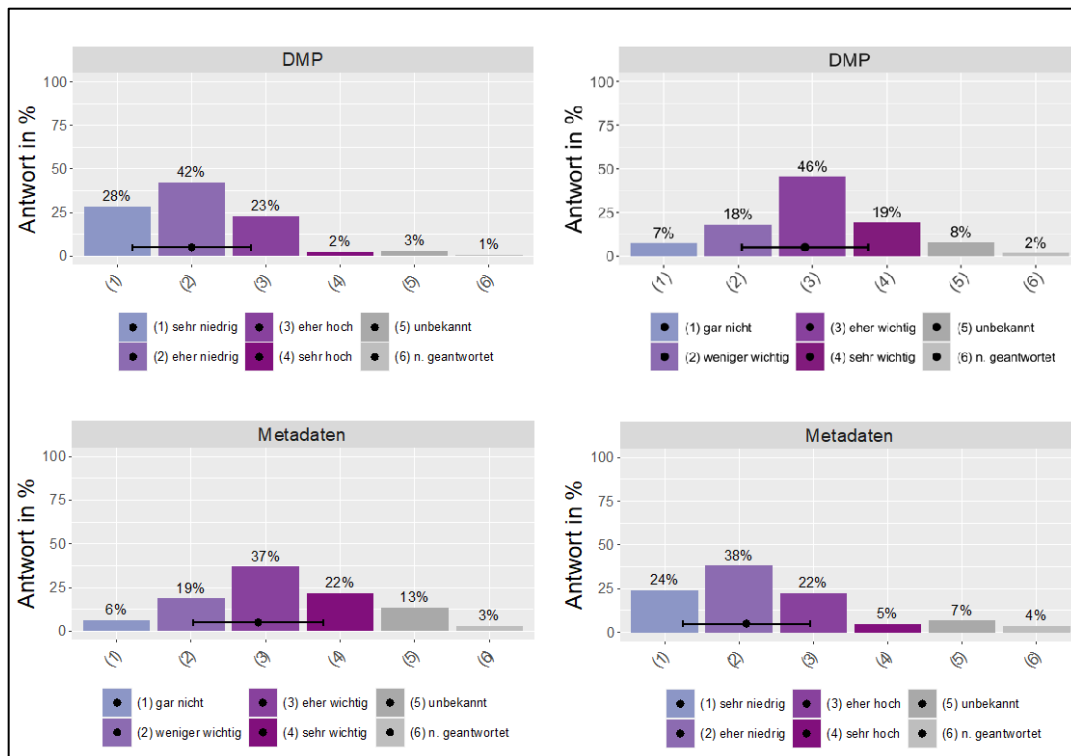 DMP
100
75
50
25
0
Antwort in %
28%
42%
23%
2%
3%
1%
(1)
(2)
(3)
(4)
(5)
(6)
(1) sehr niedrig
(3) eher hoch
(5) unbekannt
(2) eher niedrig
(4) sehr hoch
(6) n. geantwortet
DMP
100
75
50
25
0
Antwort in %
7%
18%
46%
19%
8%
2%
(1)
(2)
(3)
(4)
(5)
(6)
(1) gar nicht
(3) eher wichtig
(5) unbekannt
(2) weniger wichtig
(4) sehr wichtig
(6) n. geantwortet
Metadaten
100
75
50
25
0
Antwort in %
6%
19%
37%
22%
13%
3%
(1)
(2)
(3)
(4)
(5)
(6)
(1) gar nicht
(3) eher wichtig
(5) unbekannt
(2) weniger wichtig
(4) sehr wichtig
(6) n. geantwortet
Metadaten
100
75
50
25
0
Antwort in %
24%
38%
22%
5%
7%
4%
(1)
(2)
(3)
(4)
(5)
(6)
(1) sehr niedrig
(3) eher hoch
(5) unbekannt
(2) eher niedrig
(4) sehr hoch
(6) n. geantwortet